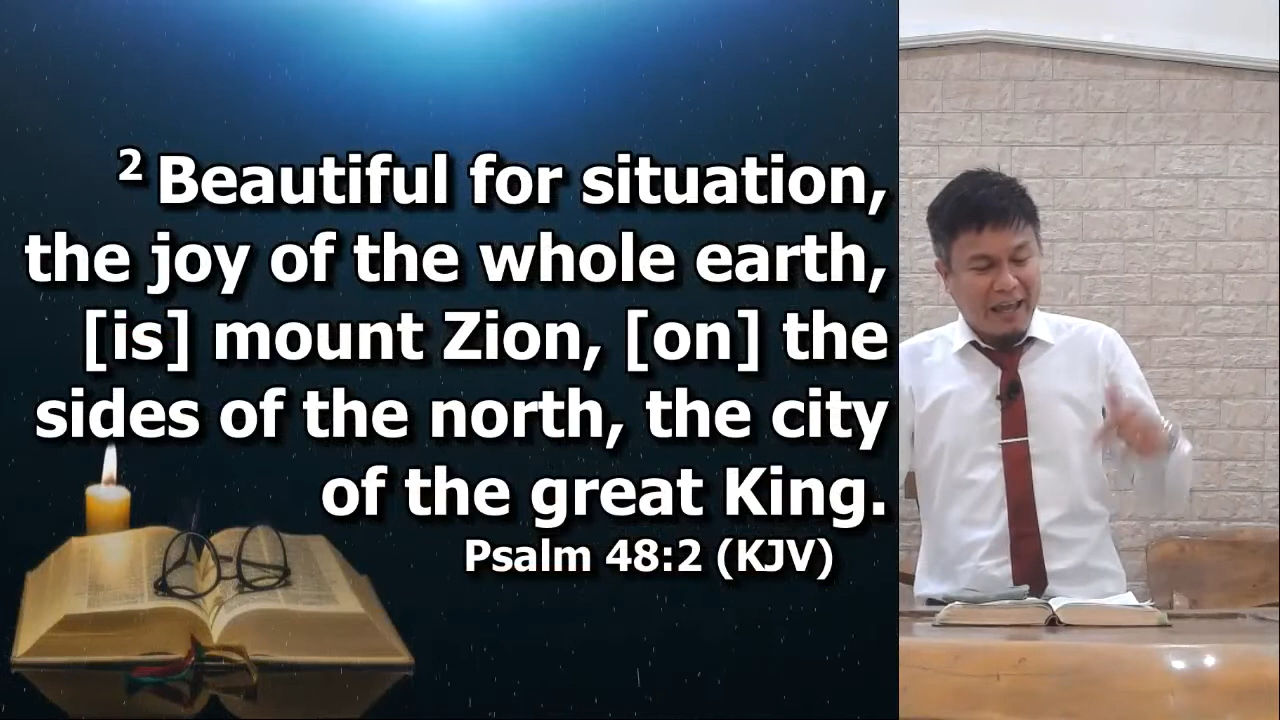 2 Beautiful for situation,
the joy of the whole earth,
[is] mount Zion, [on] the
sides of the north, the city
of the great King.
Psalm 48:2 (KJV)